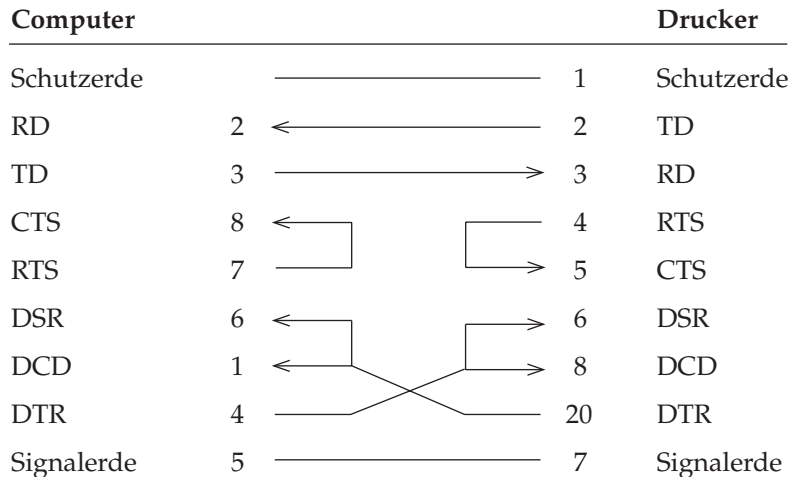 Computer Drucker
Schutzerde 1 Schutzerde
RD 2 2 TD
TD 3 3 RD
CTS 8 4 RTS
RTS 7 5 CTS
DSR 6 6 DSR
DCD 1 8 DCD
DTR 4 20 DTR
Signalerde 5 7 Signalerde